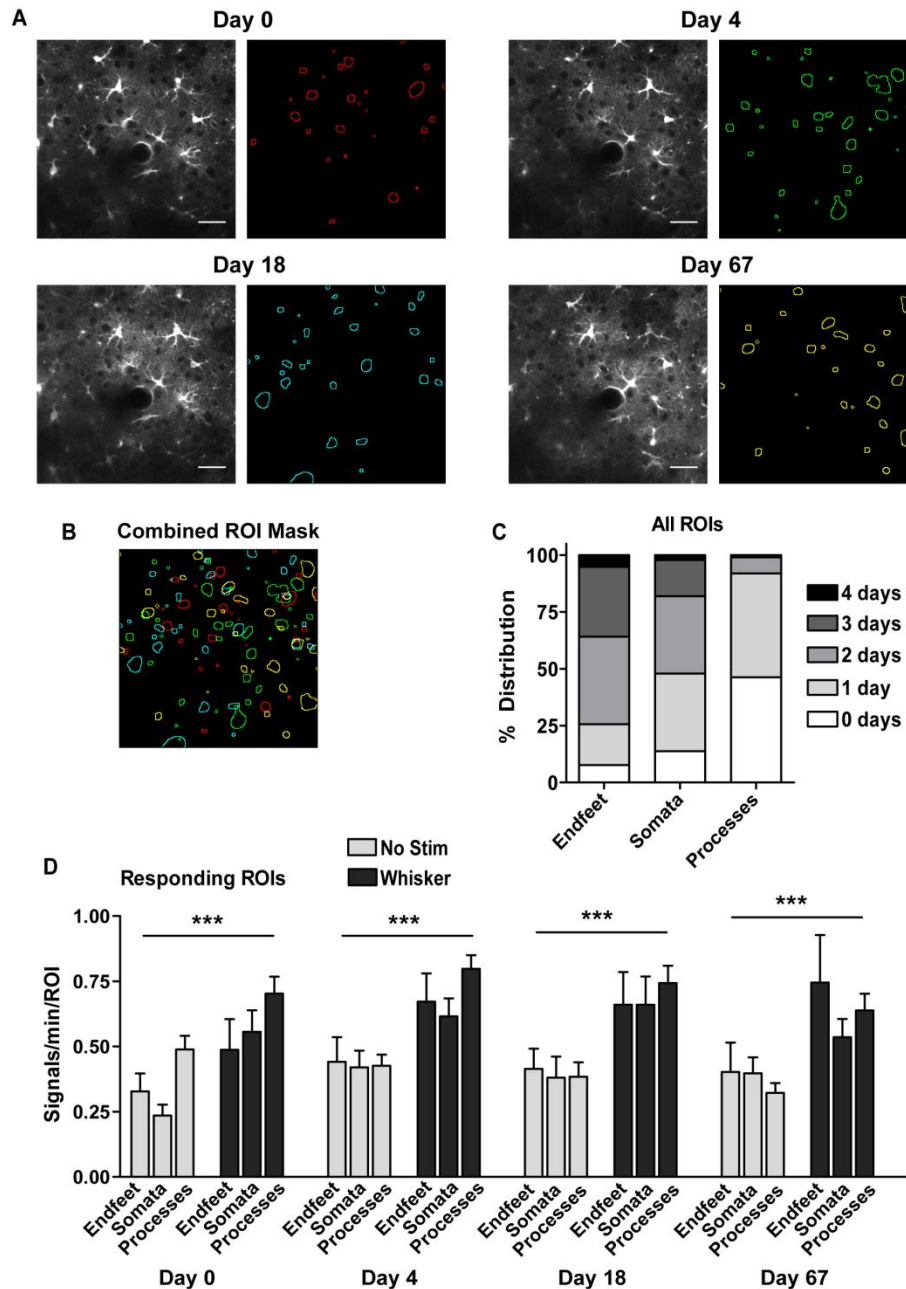 A
Day 0
Day 4
Day 18
Day 67
B
Combined ROI Mask
C
All ROIs
% Distribution
100
75
50
25
0
Endfeet
Somata
Processes
4 days
3 days
2 days
1 day
0 days
D
No Stim
Whisker
Responding ROIs
Signals/min/ROI
1.00
0.75
0.50
0.25
0.00
***
***
***
***
Endfeet
Somata
Processes
Endfeet
Somata
Processes
Endfeet
Somata
Processes
Endfeet
Somata
Processes
Endfeet
Somata
Processes
Endfeet
Somata
Processes
Endfeet
Somata
Processes
Endfeet
Somata
Processes
Day 0
Day 4
Day 18
Day 67